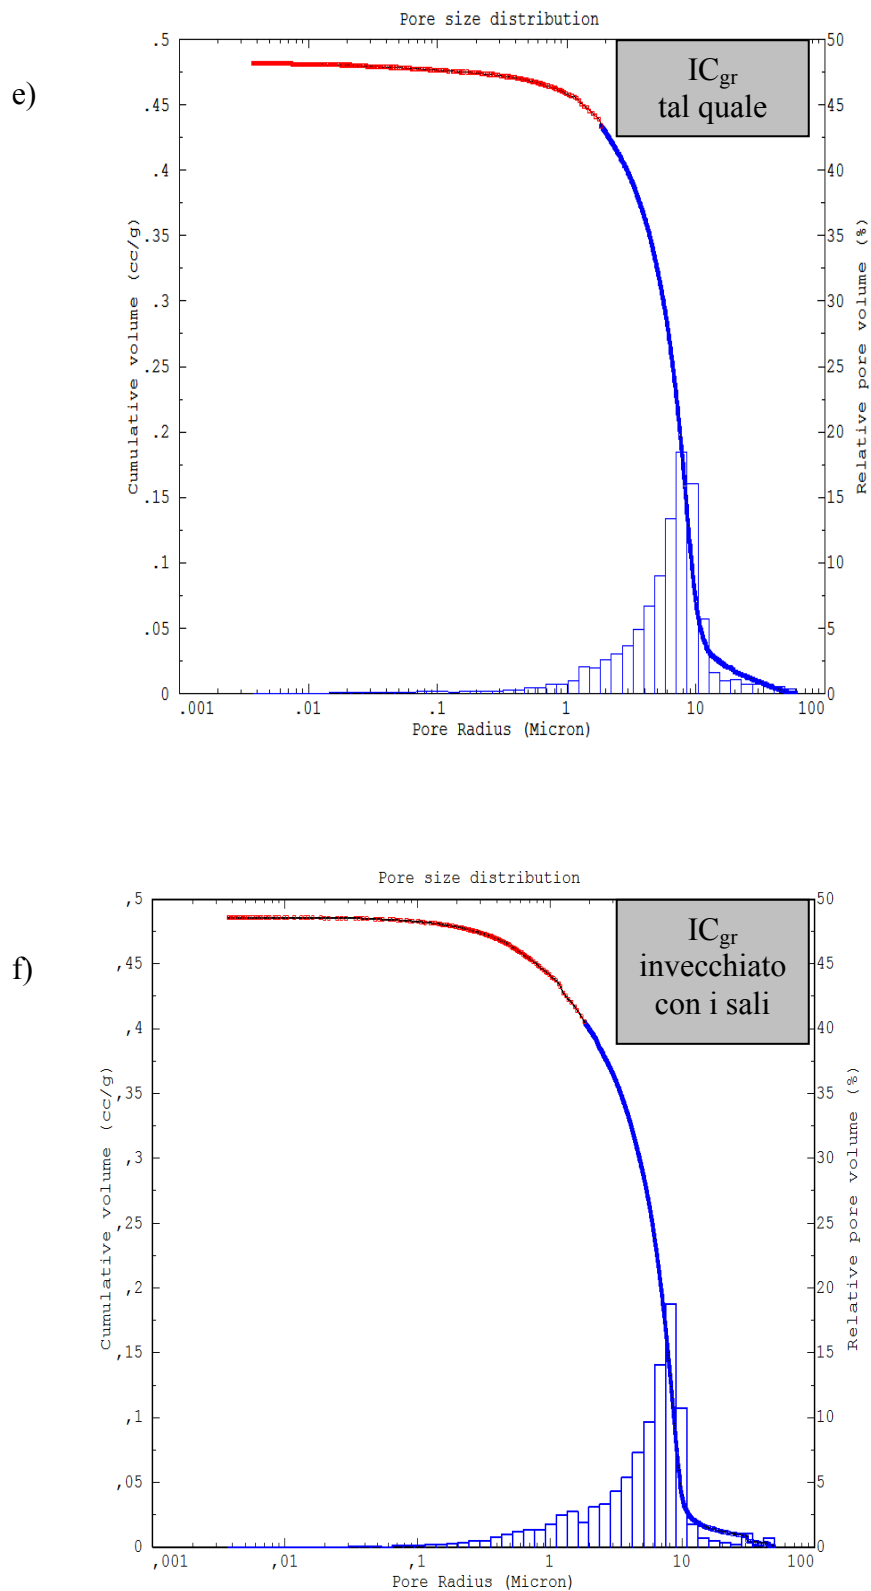 e)
Pore size distribution
IC_gr
tal quale
.5
.45
.4
.35
.3
.25
.2
.15
.1
.05
0
Cumulative volume (cc/g)
50
45
40
35
30
25
20
15
10
5
0
Relative pore volume (%)
.001 .01 .1 1 10 100
Pore Radius (Micron)
f)
Pore size distribution
IC_gr
invecchiato
con i sali
,5
,45
,4
,35
,3
,25
,2
,15
,1
,05
0
Cumulative volume (cc/g)
50
45
40
35
30
25
20
15
10
5
0
Relative pore volume (%)
,001 ,01 ,1 1 10 100
Pore Radius (Micron)